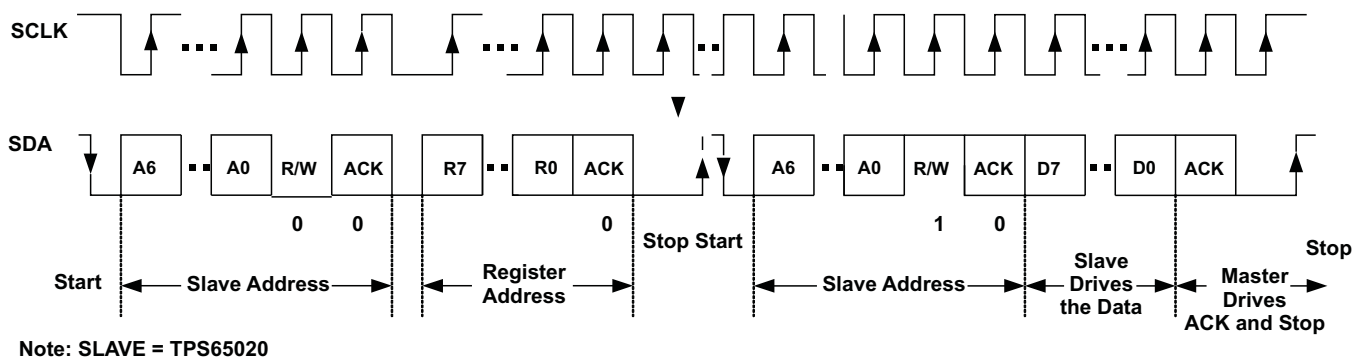 SCLK
SDA
A6 A0 R/W ACK R7 R0 ACK A6 A0 R/W ACK D7 D0 ACK
0 0 0 1 0
Stop Start
Start
Slave Address
Register
Address
Slave Address
Slave
Drives
the Data
Stop
Master
Drives
ACK and Stop
Note: SLAVE = TPS65020